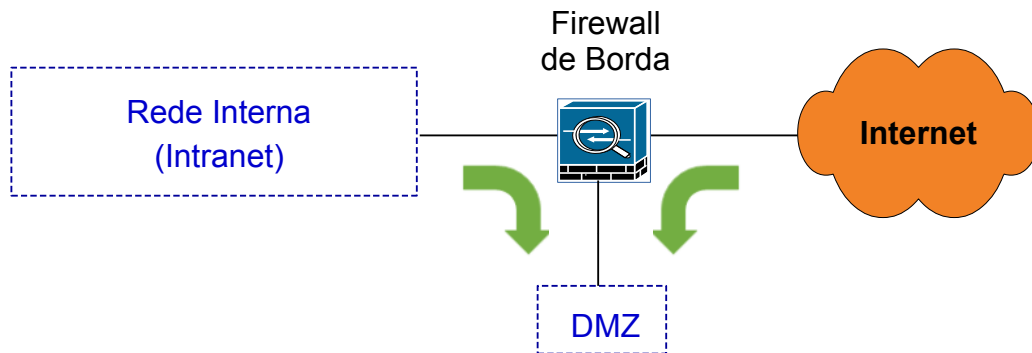 Firewall
de Borda
Rede Interna
(Intranet)
Internet
DMZ